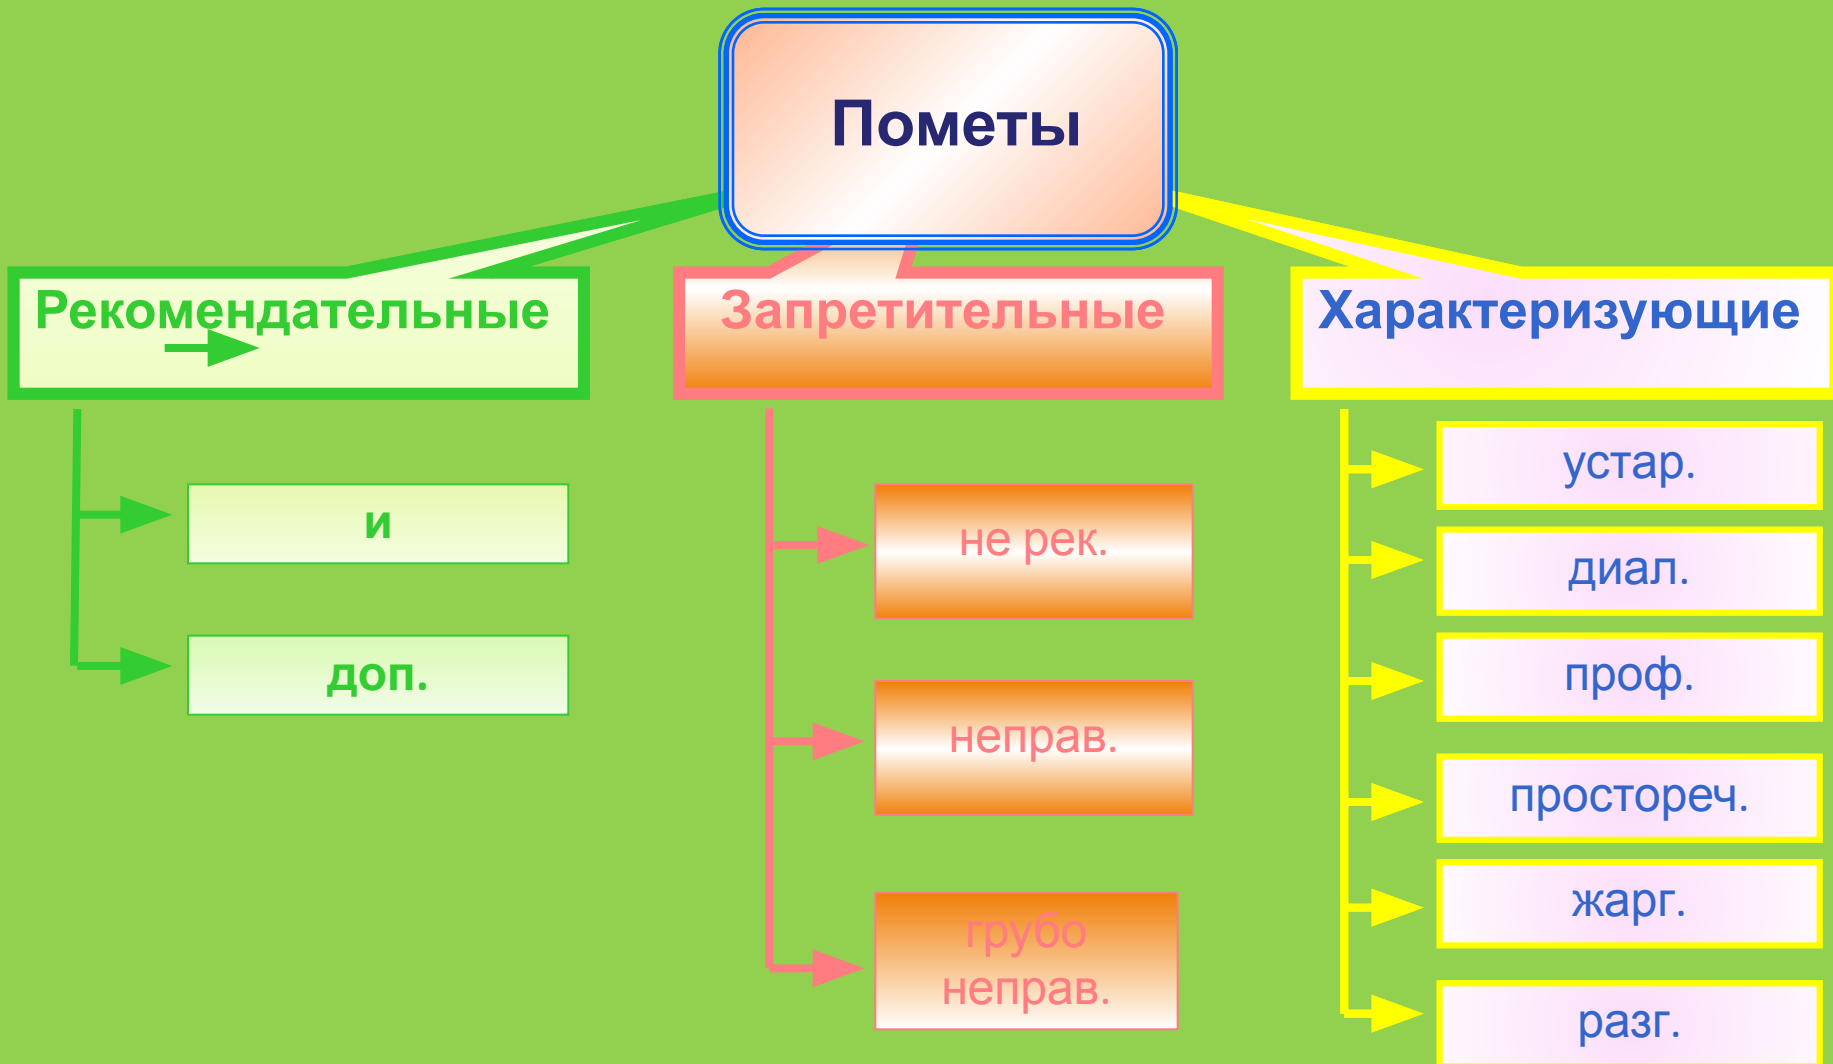 Пометы
Рекомендательные
и
доп.
Запретительные
не рек.
неправ.
грубо
неправ.
Характеризующие
устар.
диал.
проф.
простореч.
жарг.
разг.